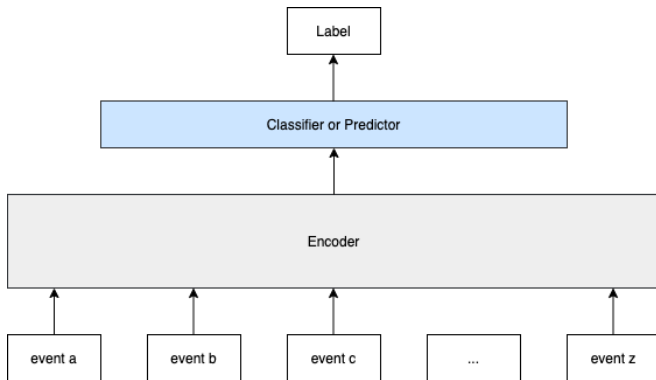 Label
Classifier or Predictor
Encoder
event a
event b
event c
...
event z